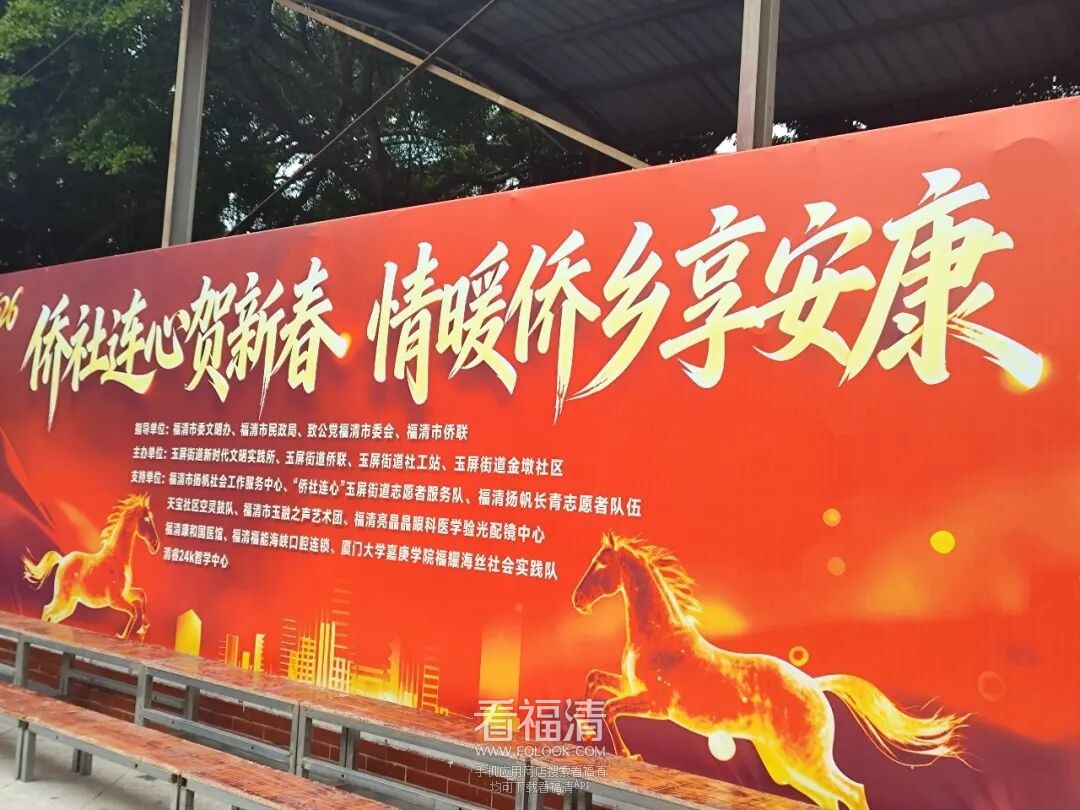 26
侨社连心贺新春 情暖侨乡享安康
指导单位：福清市委文明办、福清市民政局、致公党福清市委会、福清市侨联
主办单位：玉屏街道新时代文明实践所、玉屏街道侨联、玉屏街道社工站、玉屏街道金墩社区
支持单位：福清市扬帆社会工作服务中心、“侨社连心”玉屏街道志愿者服务队、福清扬帆长青志愿者队伍
天宝社区空灵鼓队、福清市玉融之声艺术团、福清亮晶晶眼科医学验光配镜中心
福清康和国医馆、福清福能海峡口腔连锁、厦门大学嘉庚学院福耀海丝社会实践队
清睿24k智学中心
看福清
WWW.FQLOOK.COM
手机应用商店搜索看福清
均可下载看福清APP